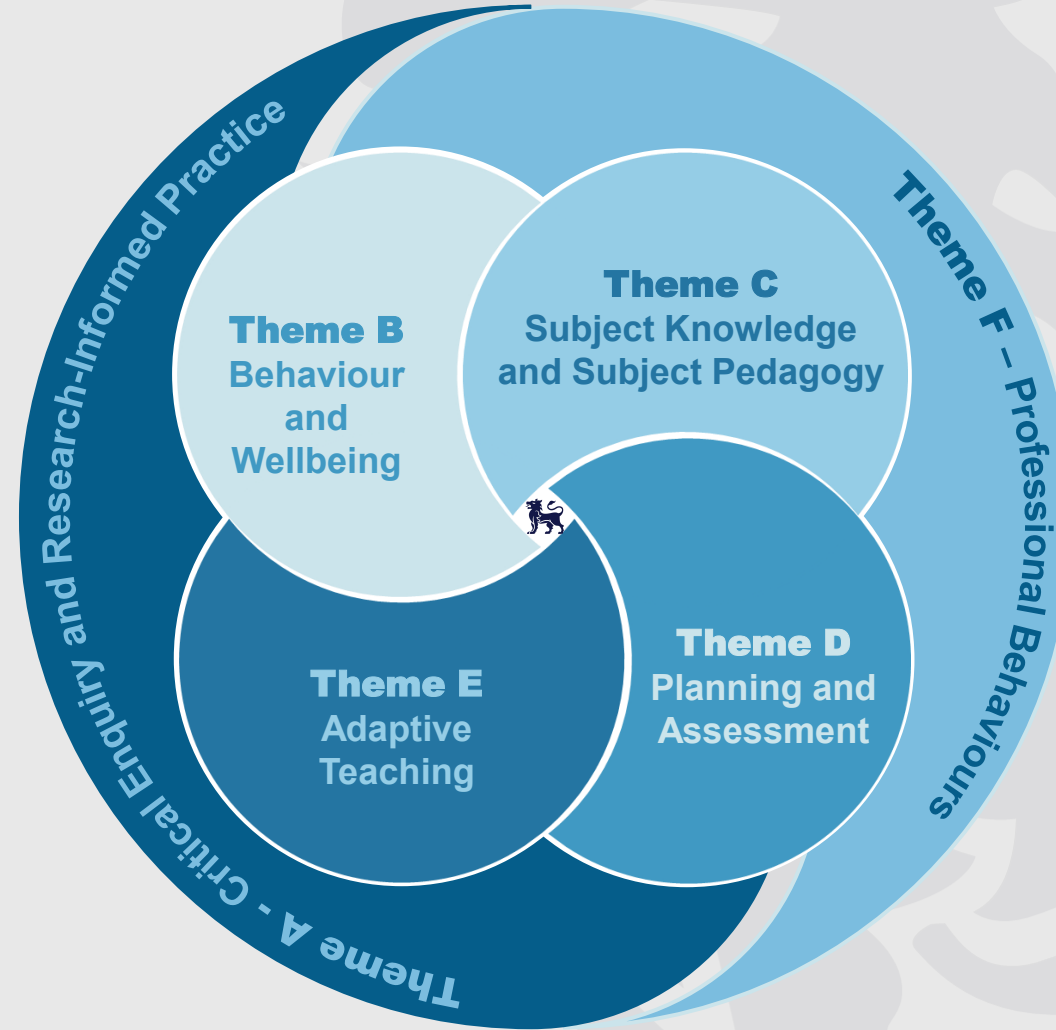 Theme A - Critical Enquiry and Research-Informed Practice
Theme B
Behaviour
and
Wellbeing
Theme C
Subject Knowledge
and Subject Pedagogy
Theme D
Planning and
Assessment
Theme E
Adaptive
Teaching
Theme F – Professional Behaviours